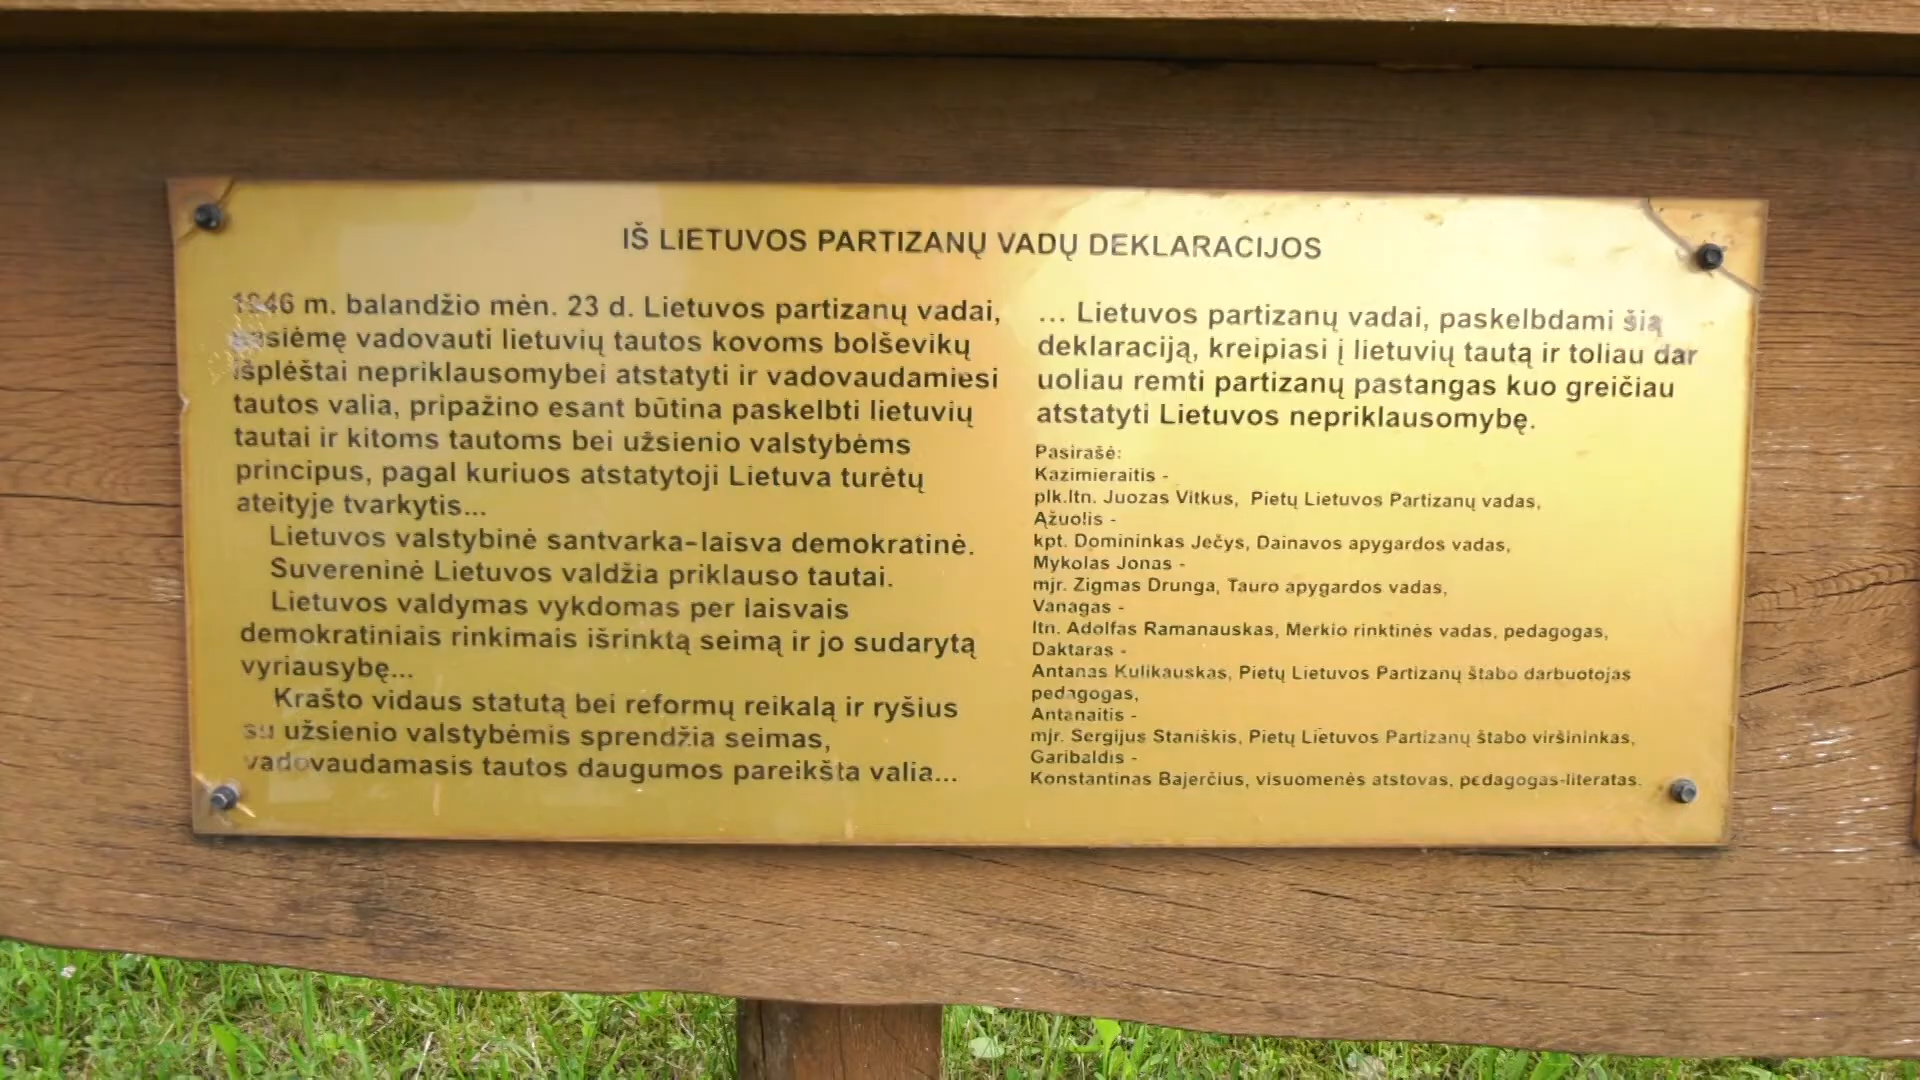 IŠ LIETUVOS PARTIZANŲ VADŲ DEKLARACIJOS
1946 m. balandžio mėn. 23 d. Lietuvos partizanų vadai,
pasiėmę vadovauti lietuvių tautos kovoms bolševikų
išplėštai nepriklausomybei atstatyti ir vadovaudamiesi
tautos valia, pripažino esant būtina paskelbti lietuvių
tautai ir kitoms tautoms bei užsienio valstybėms
principus, pagal kuriuos atstatytoji Lietuva turėtų
ateityje tvarkytis...
Lietuvos valstybinė santvarka-laisva demokratinė.
Suvereninė Lietuvos valdžia priklauso tautai.
Lietuvos valdymas vykdomas per laisvais
demokratiniais rinkimais išrinktą seimą ir jo sudarytą
vyriausybę...
Krašto vidaus statutą bei reformų reikalą ir ryšius
su užsienio valstybėmis sprendžia seimas,
vadovaudamasis tautos daugumos pareikšta valia...
... Lietuvos partizanų vadai, paskelbdami šią
deklaraciją, kreipiasi į lietuvių tautą ir toliau dar
uoliau remti partizanų pastangas kuo greičiau
atstatyti Lietuvos nepriklausomybę.
Pasirašė:
Kazimieraitis -
plk.ltn. Juozas Vitkus, Pietų Lietuvos Partizanų vadas,
Ąžuolis -
kpt. Domininkas Ječys, Dainavos apygardos vadas,
Mykolas Jonas -
mjr. Zigmas Drunga, Tauro apygardos vadas,
Vanagas -
ltn. Adolfas Ramanauskas, Merkio rinktinės vadas, pedagogas,
Daktaras -
Antanas Kulikauskas, Pietų Lietuvos Partizanų štabo darbuotojas
pedagogas,
Antanaitis -
mjr. Sergijus Staniškis, Pietų Lietuvos Partizanų štabo viršininkas,
Garibaldis -
Konstantinas Bajerčius, visuomenės atstovas, pedagogas-literatas.